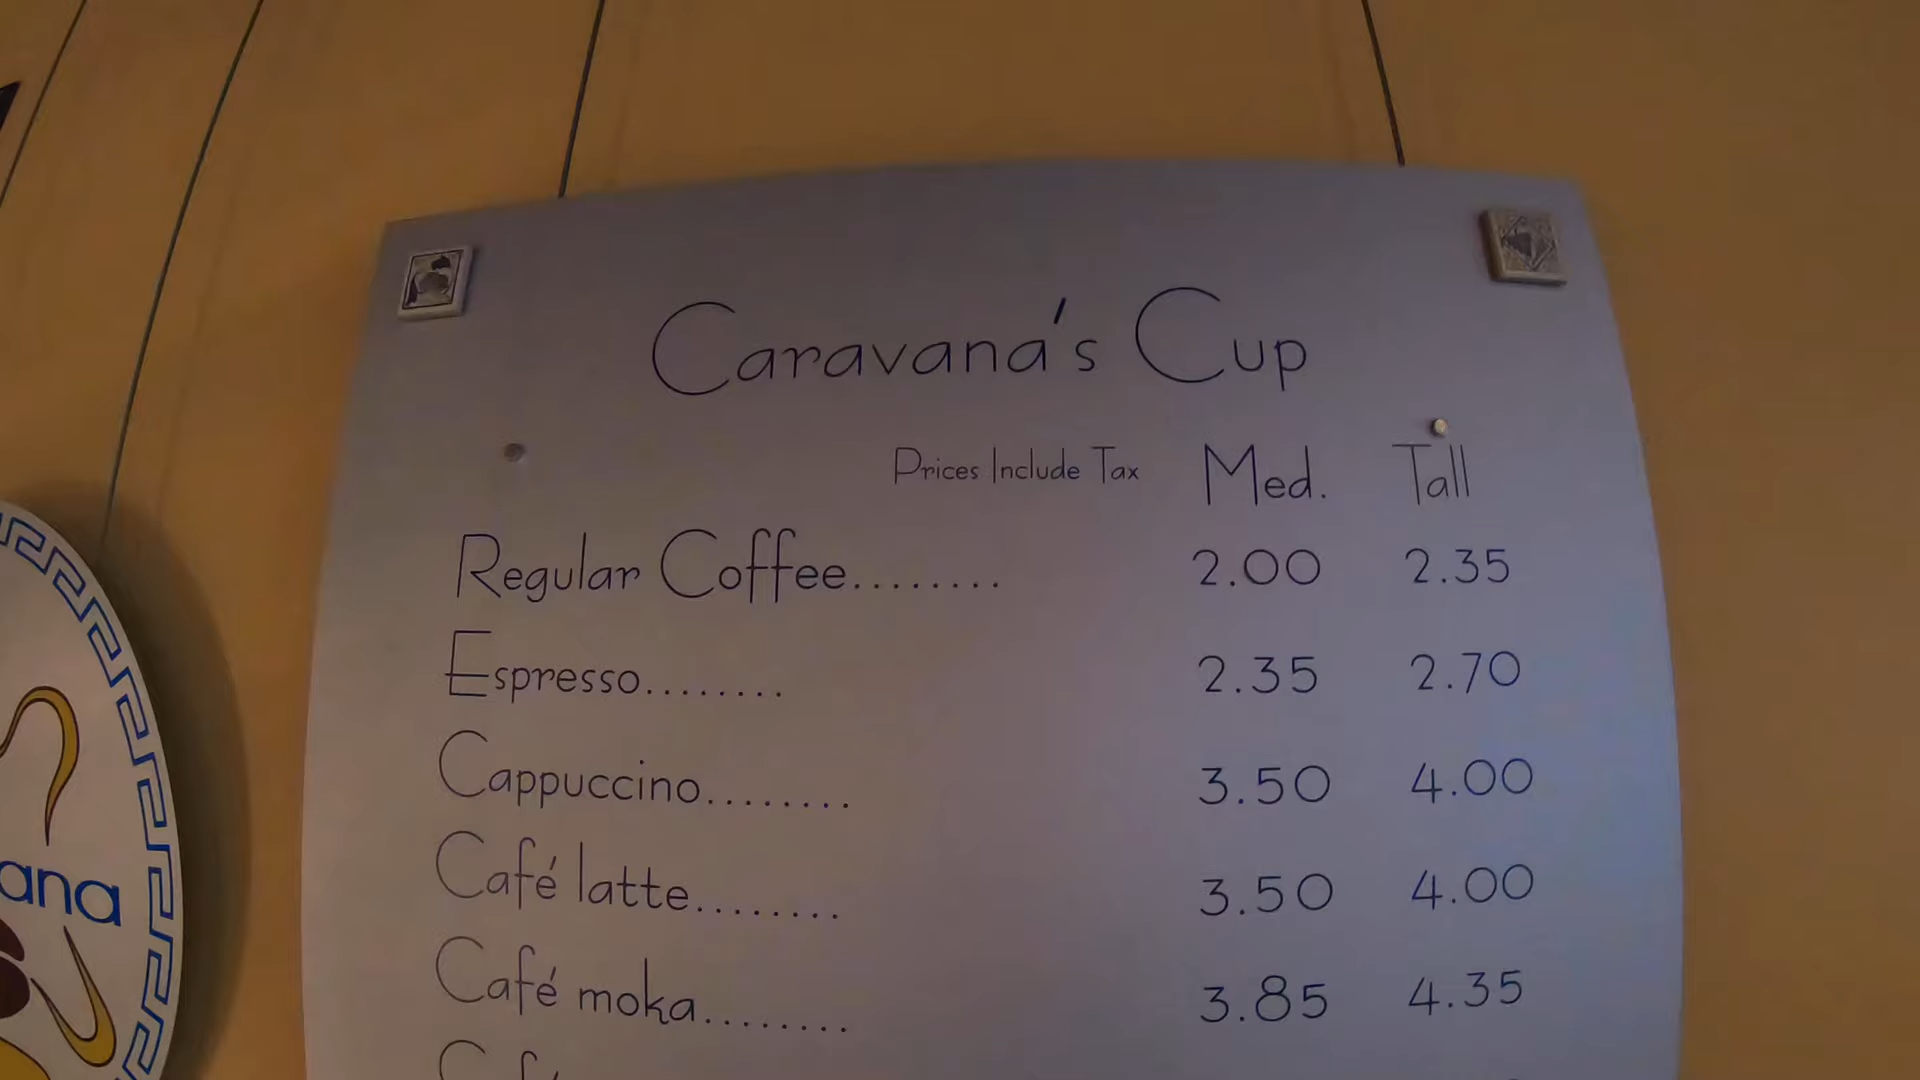 Caravana's Cup
Prices Include Tax Med. Tall
Regular Coffee........ 2.00 2.35
Espresso........ 2.35 2.70
Cappuccino........ 3.50 4.00
Café latte........ 3.50 4.00
Café moka........ 3.85 4.35
ana